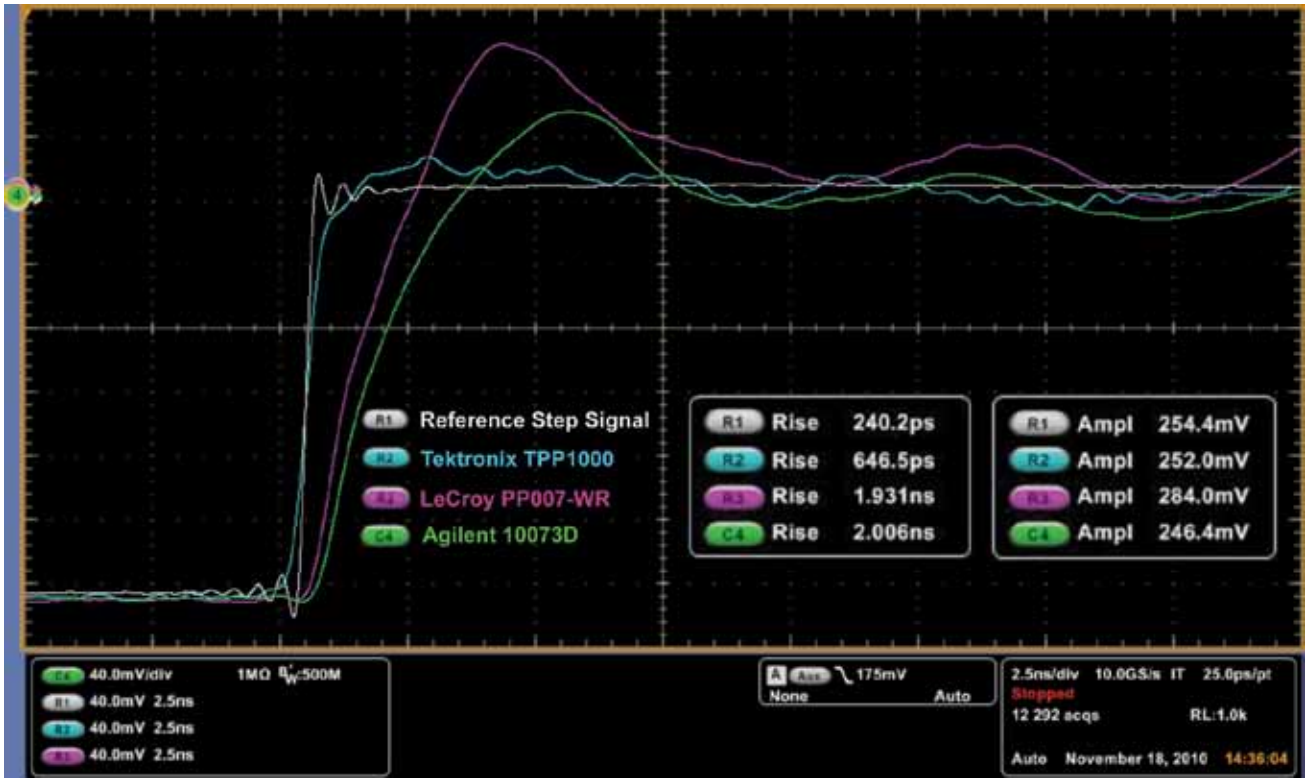 4
R1 Reference Step Signal
R2 Tektronix TPP1000
R3 LeCroy PP007-WR
C4 Agilent 10073D
R1 Rise 240.2ps
R2 Rise 646.5ps
R3 Rise 1.931ns
C4 Rise 2.006ns
R1 Ampl 254.4mV
R2 Ampl 252.0mV
R3 Ampl 284.0mV
C4 Ampl 246.4mV
C4 40.0mV/div 1MΩ BW:500M
R1 40.0mV 2.5ns
R2 40.0mV 2.5ns
R3 40.0mV 2.5ns
A Aux 175mV
None Auto
2.5ns/div 10.0GS/s IT 25.0ps/pt
Stopped
12 292 acqs RL:1.0k
Auto November 18, 2010 14:36:04